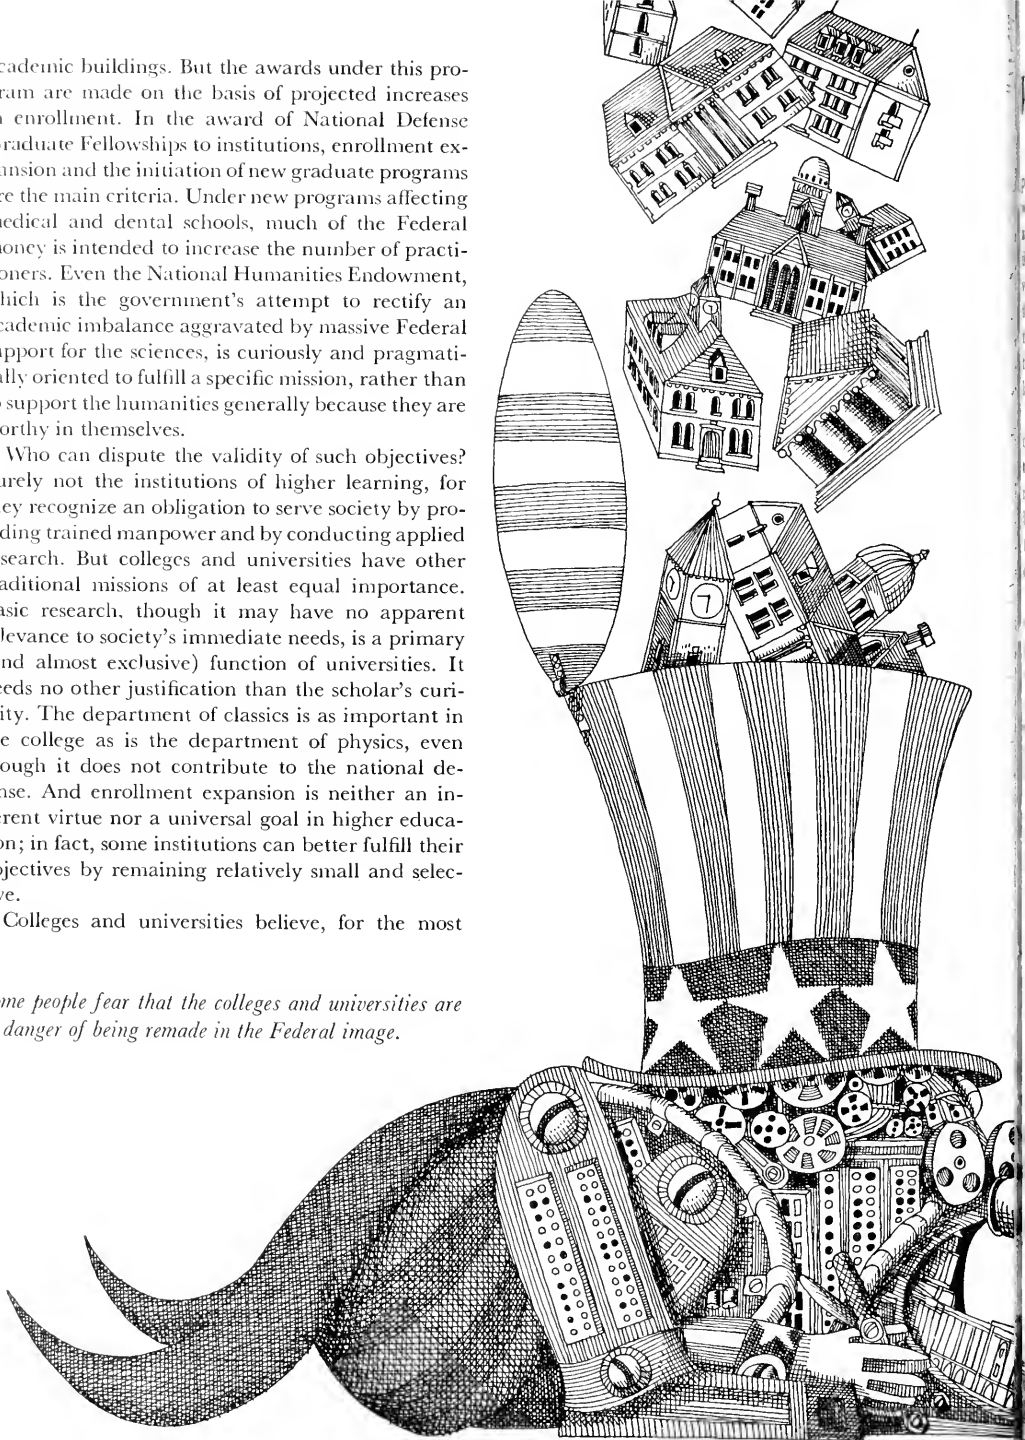 cademic buildings. But the awards under this pro-
ram are made on the basis of projected increases
enrollment. In the award of National Defense
raduate Fellowships to institutions, enrollment ex-
ansion and the initiation of new graduate programs
re the main criteria. Under new programs affecting
edical and dental schools, much of the Federal
oney is intended to increase the number of practi-
oners. Even the National Humanities Endowment,
hich is the government's attempt to rectify an
cademic imbalance aggravated by massive Federal
pport for the sciences, is curiously and pragmati-
lly oriented to fulfill a specific mission, rather than
support the humanities generally because they are
orthy in themselves.
Who can dispute the validity of such objectives?
urely not the institutions of higher learning, for
ey recognize an obligation to serve society by pro-
ding trained manpower and by conducting applied
search. But colleges and universities have other
aditional missions of at least equal importance.
asic research, though it may have no apparent
levance to society's immediate needs, is a primary
nd almost exclusive) function of universities. It
eeds no other justification than the scholar's curi-
ity. The department of classics is as important in
e college as is the department of physics, even
ough it does not contribute to the national de-
nse. And enrollment expansion is neither an in-
erent virtue nor a universal goal in higher educa-
on; in fact, some institutions can better fulfill their
bjectives by remaining relatively small and selec-
ve.
Colleges and universities believe, for the most
me people fear that the colleges and universities are
danger of being remade in the Federal image.